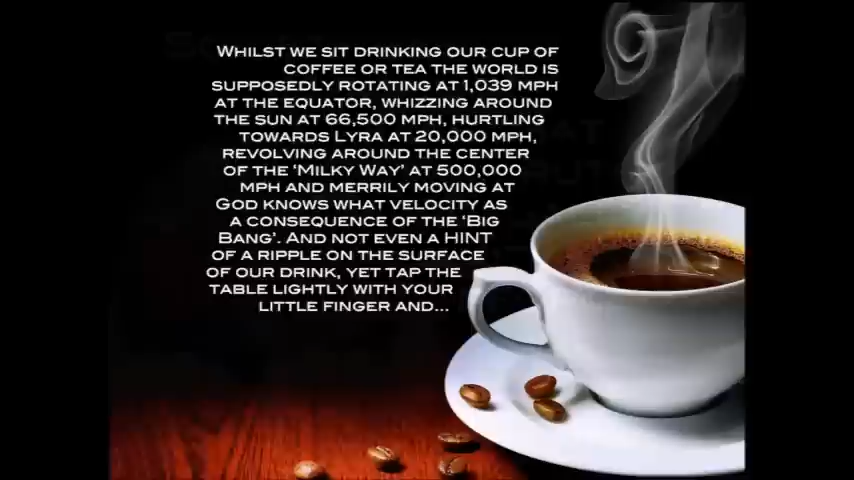 Whilst we sit drinking our cup of
coffee or tea the world is
supposedly rotating at 1,039 mph
at the equator, whizzing around
the sun at 66,500 mph, hurtling
towards Lyra at 20,000 mph,
revolving around the center
of the ‘Milky Way’ at 500,000
mph and merrily moving at
God knows what velocity as
a consequence of the ‘Big
Bang’. And not even a hint
of a ripple on the surface
of our drink, yet tap the
table lightly with your
little finger and...